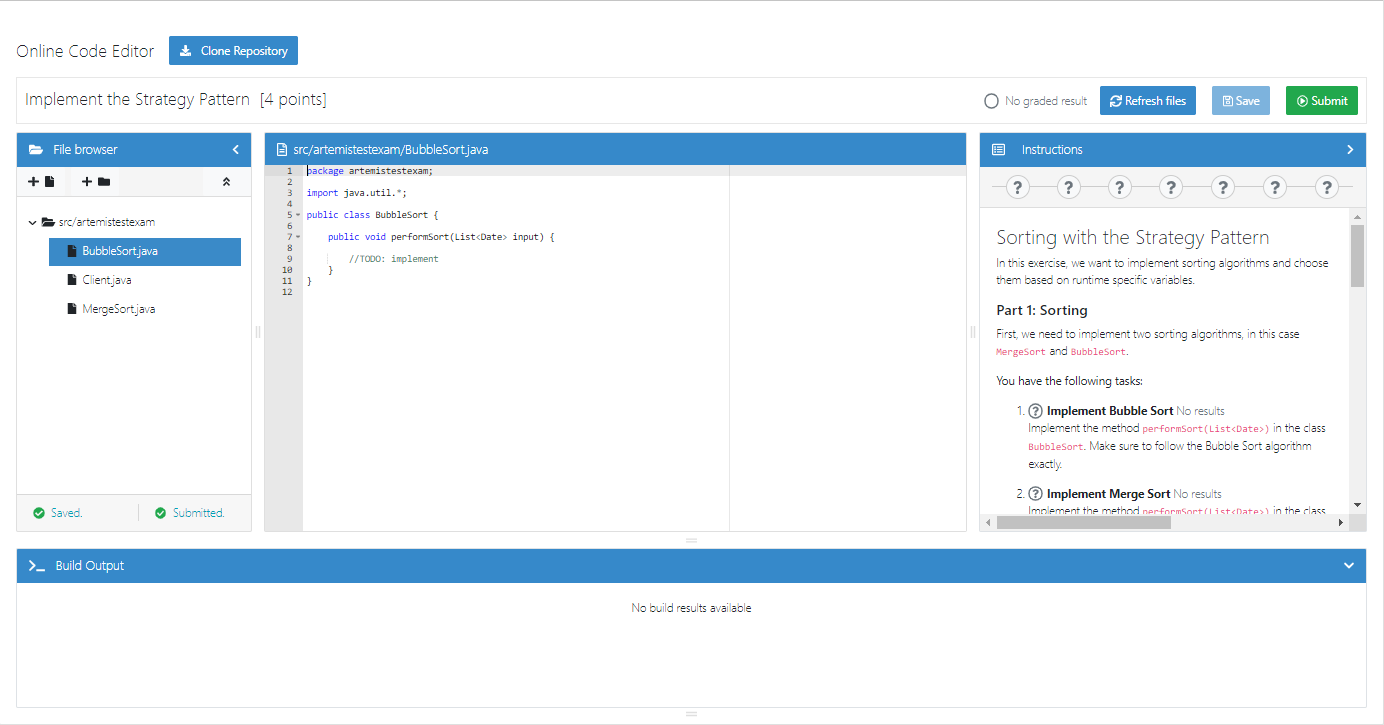 Online Code Editor
Clone Repository
Implement the Strategy Pattern [4 points]
No graded result
Refresh files
Save
Submit
File browser
src/artemistestexam
BubbleSort.java
Client.java
MergeSort.java
Saved.
Submitted.
src/artemistestexam/BubbleSort.java
1 package artemistestexam;
2
3 import java.util.*;
4
5 public class BubbleSort {
6
7 public void performSort(List<Date> input) {
8
9 //TODO: implement
10 }
11 }
12
Instructions
? ? ? ? ? ? ?
Sorting with the Strategy Pattern
In this exercise, we want to implement sorting algorithms and choose
them based on runtime specific variables.
Part 1: Sorting
First, we need to implement two sorting algorithms, in this case
MergeSort and BubbleSort.
You have the following tasks:
1. ? Implement Bubble Sort No results
Implement the method performSort(List<Date>) in the class
BubbleSort. Make sure to follow the Bubble Sort algorithm
exactly.
2. ? Implement Merge Sort No results
Implement the method performSort(List<Date>) in the class
Build Output
No build results available